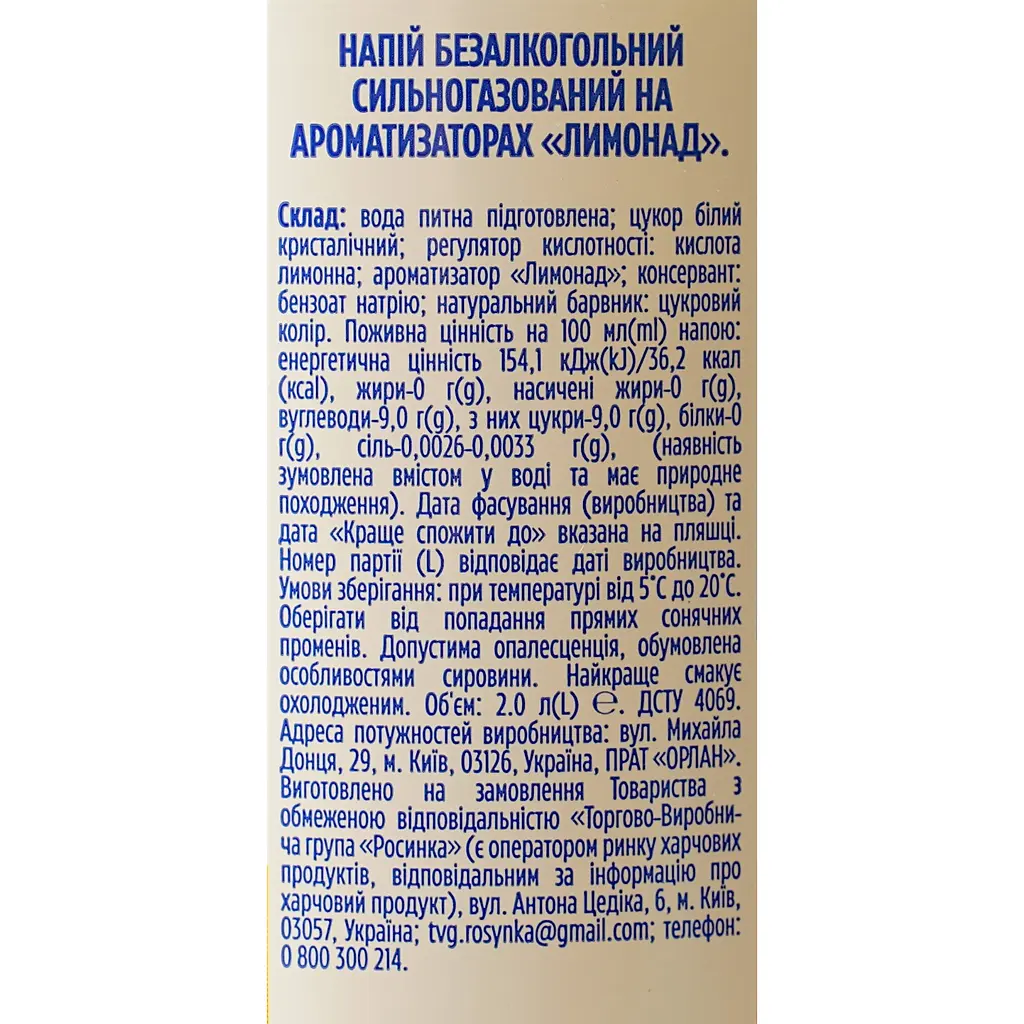 НАПІЙ БЕЗАЛКОГОЛЬНИЙ
СИЛЬНОГАЗОВАНИЙ НА
АРОМАТИЗАТОРАХ «ЛИМОНАД».
Склад: вода питна підготовлена; цукор білий
кристалічний; регулятор кислотності: кислота
лимонна; ароматизатор «Лимонад»; консервант:
бензоат натрію; натуральний барвник: цукровий
колір. Поживна цінність на 100 мл(ml) напою:
енергетична цінність 154,1 кДж(kJ)/36,2 ккал
(kcal), жири-0 г(g), насичені жири-0 г(g),
вуглеводи-9,0 г(g), з них цукри-9,0 г(g), білки-0
г(g), сіль-0,0026-0,0033 г(g), (наявність
зумовлена вмістом у воді та має природне
походження). Дата фасування (виробництва) та
дата «Краще спожити до» вказана на пляшці.
Номер партії (L) відповідає даті виробництва.
Умови зберігання: при температурі від 5°С до 20°С.
Оберігати від попадання прямих сонячних
променів. Допустима опалесценція, обумовлена
особливостями сировини. Найкраще смакує
охолодженим. Об'єм: 2.0 л(L) ℮. ДСТУ 4069.
Адреса потужностей виробництва: вул. Михайла
Донця, 29, м. Київ, 03126, Україна, ПРАТ «ОРЛАН».
Виготовлено на замовлення Товариства з
обмеженою відповідальністю «Торгово-Виробни-
ча група «Росинка» (є оператором ринку харчових
продуктів, відповідальним за інформацію про
харчовий продукт), вул. Антона Цедіка, 6, м. Київ,
03057, Україна; tvg.rosynka@gmail.com; телефон:
0 800 300 214.